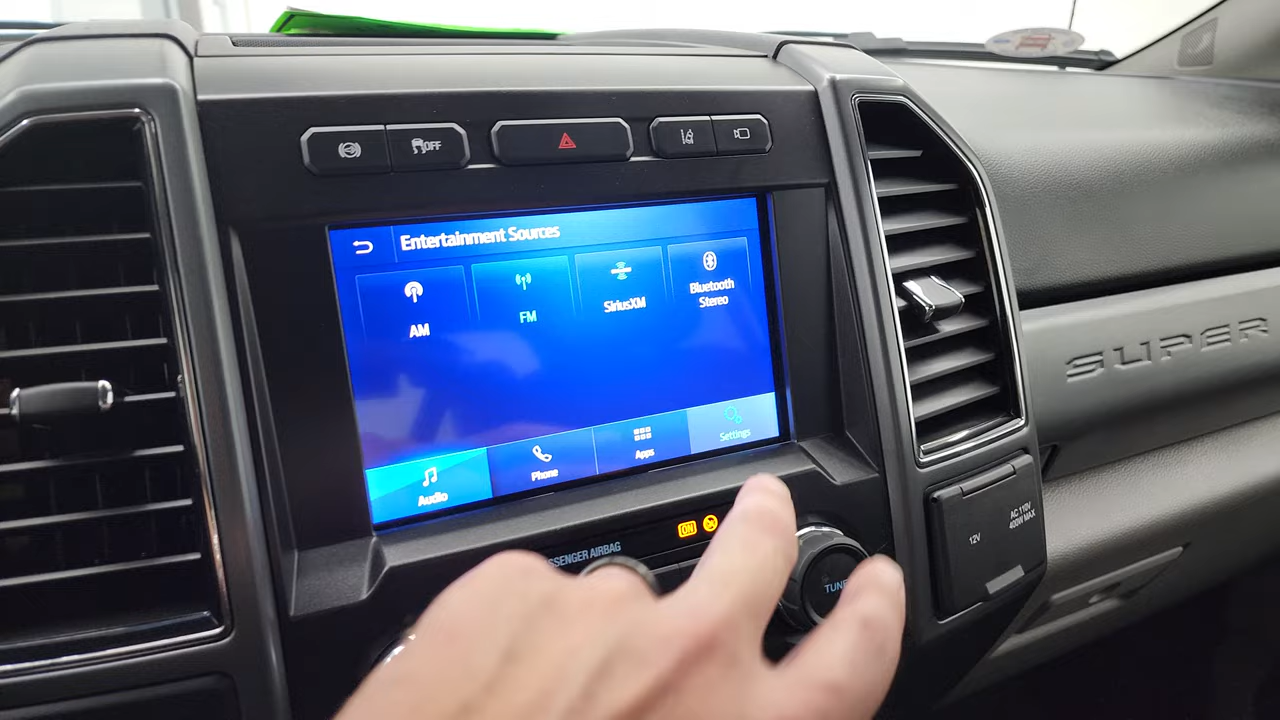 OFF
Entertainment Sources
AM
FM
SiriusXM
Bluetooth
Stereo
Audio
Phone
Apps
Settings
ON
AIRBAG
TUNE
12V
AC 110V
400W MAX
SUPER